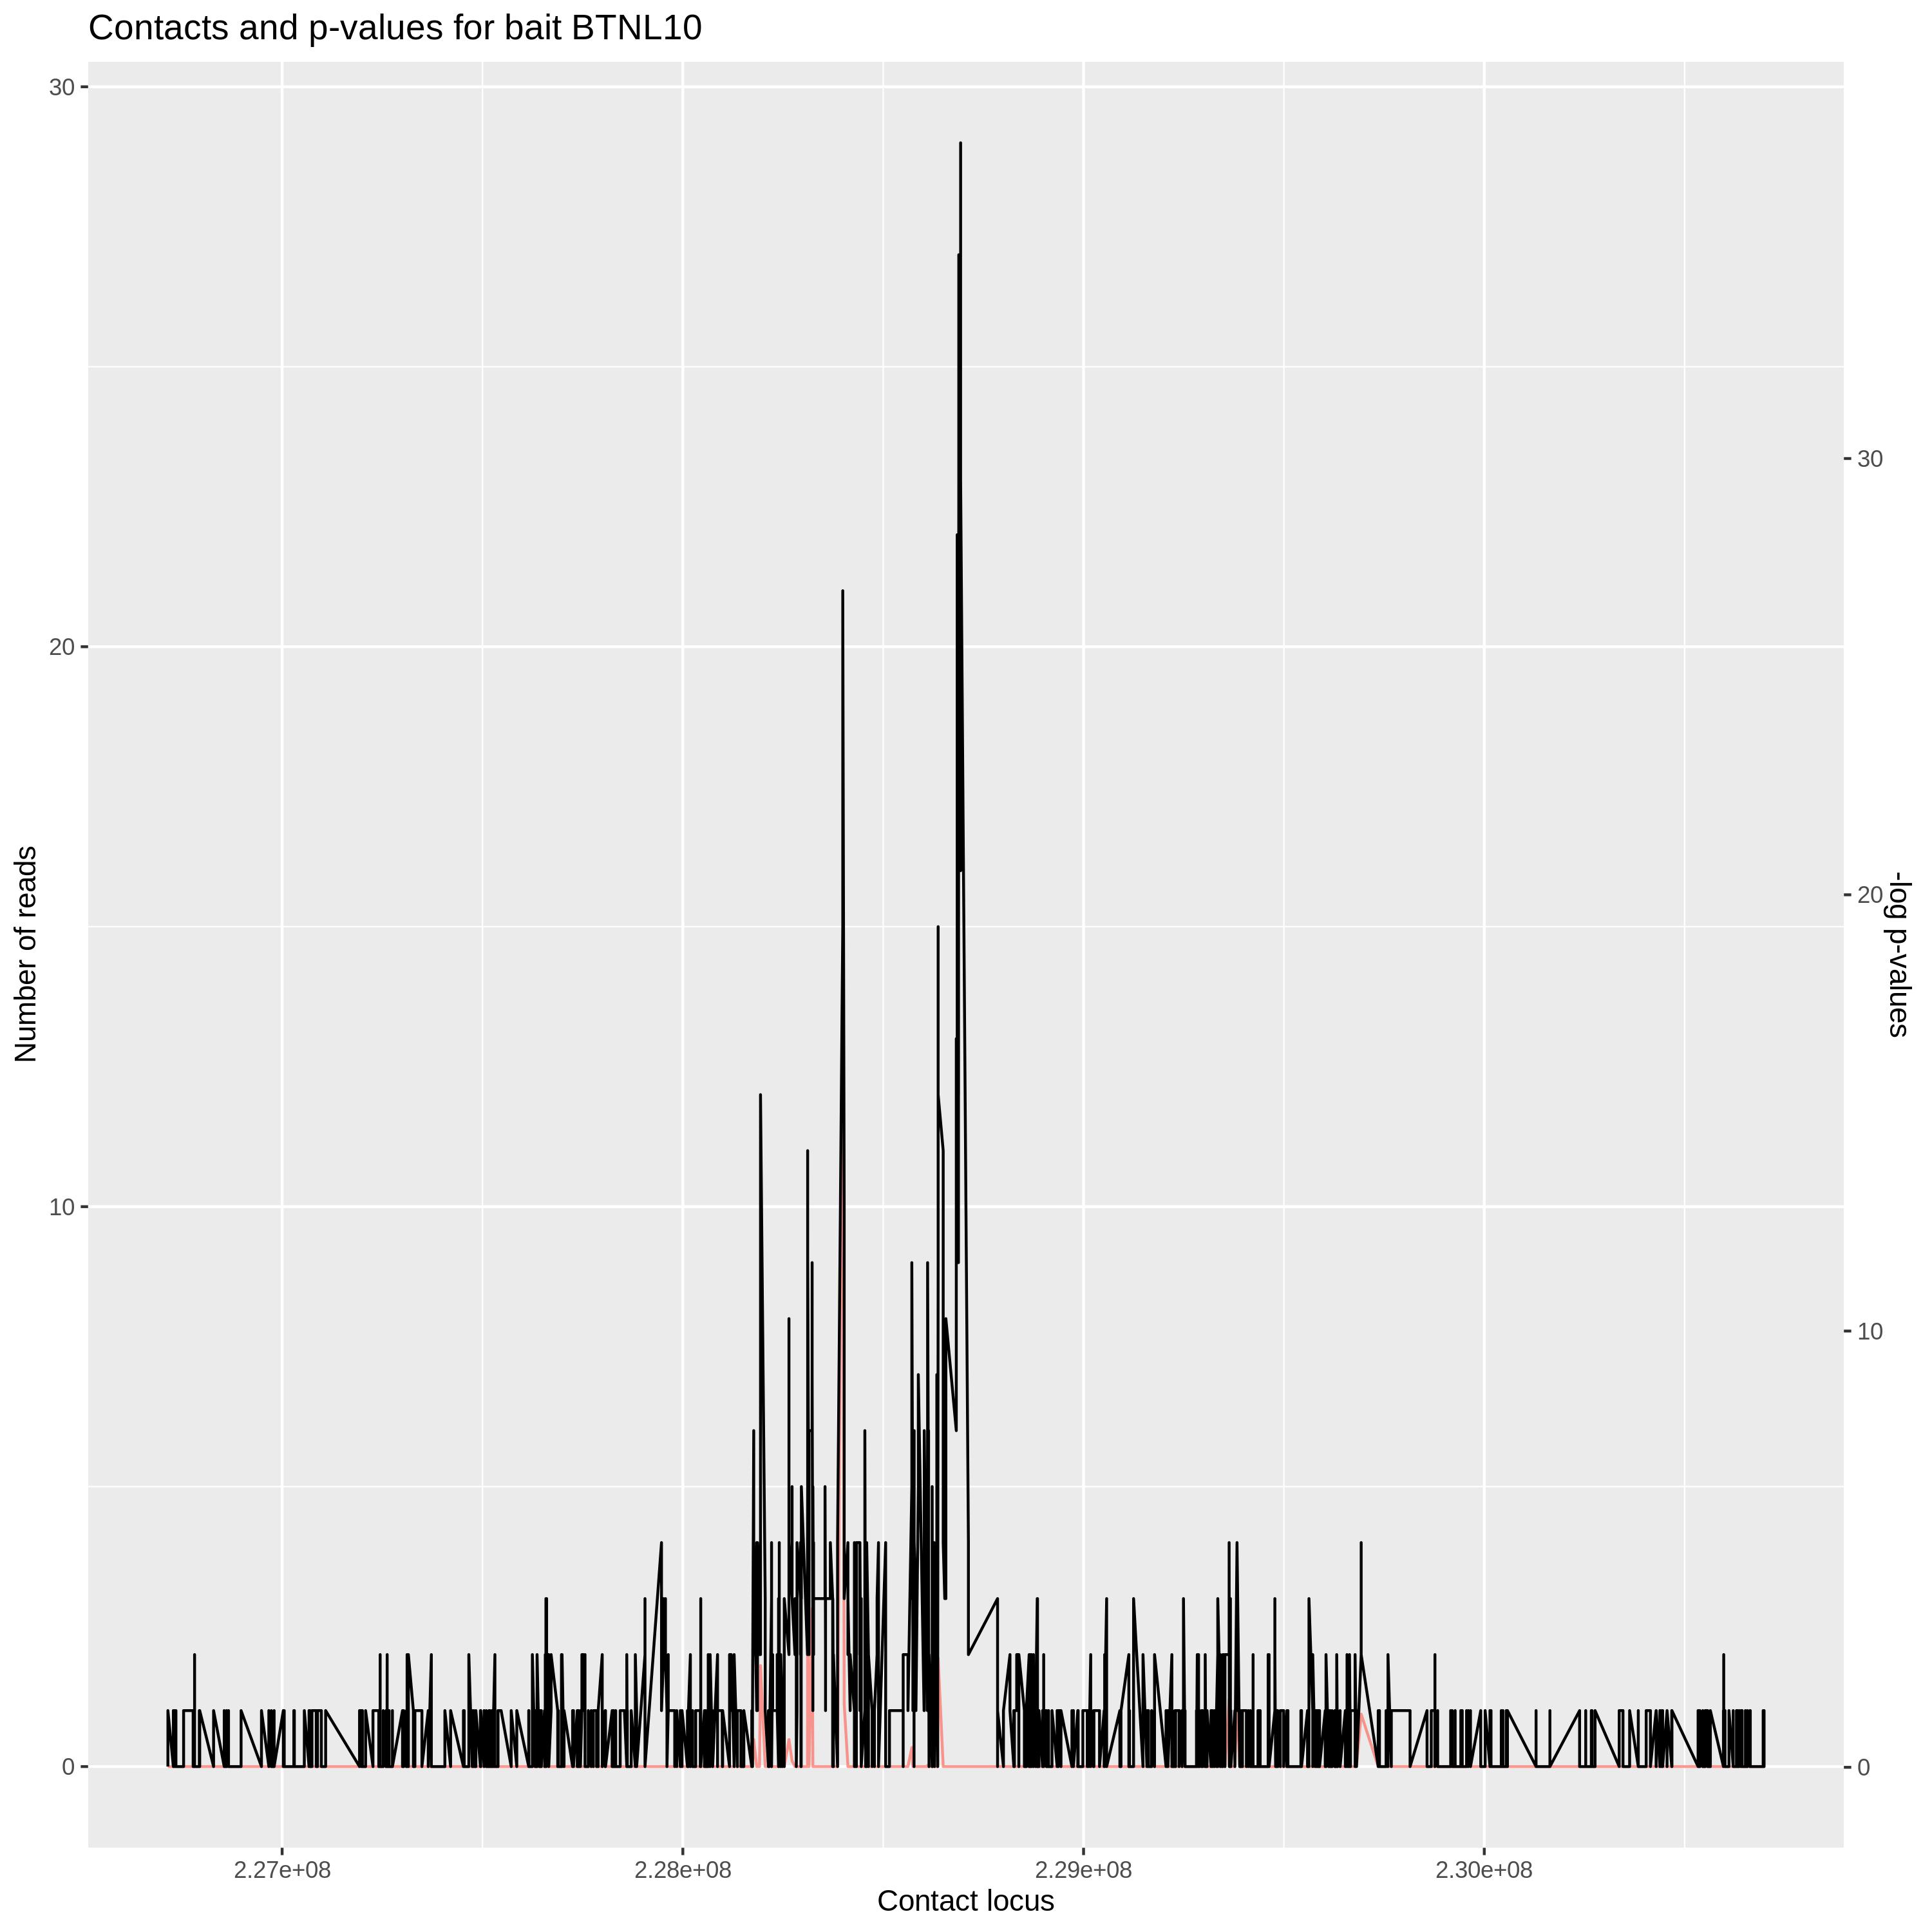 Contacts and p-values for bait BTNL10
30
20
10
0
Number of reads
30
20
10
0
-log p-values
2.27e+08
2.28e+08
2.29e+08
2.30e+08
Contact locus